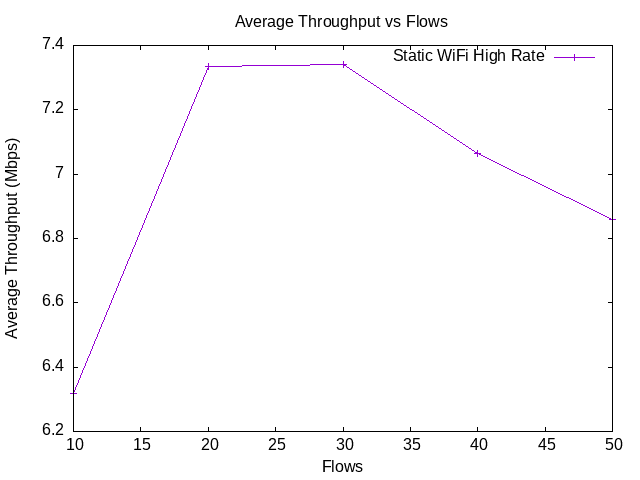 Average Throughput vs Flows
Static WiFi High Rate
7.4
7.2
7
6.8
6.6
6.4
6.2
Average Throughput (Mbps)
10 15 20 25 30 35 40 45 50
Flows